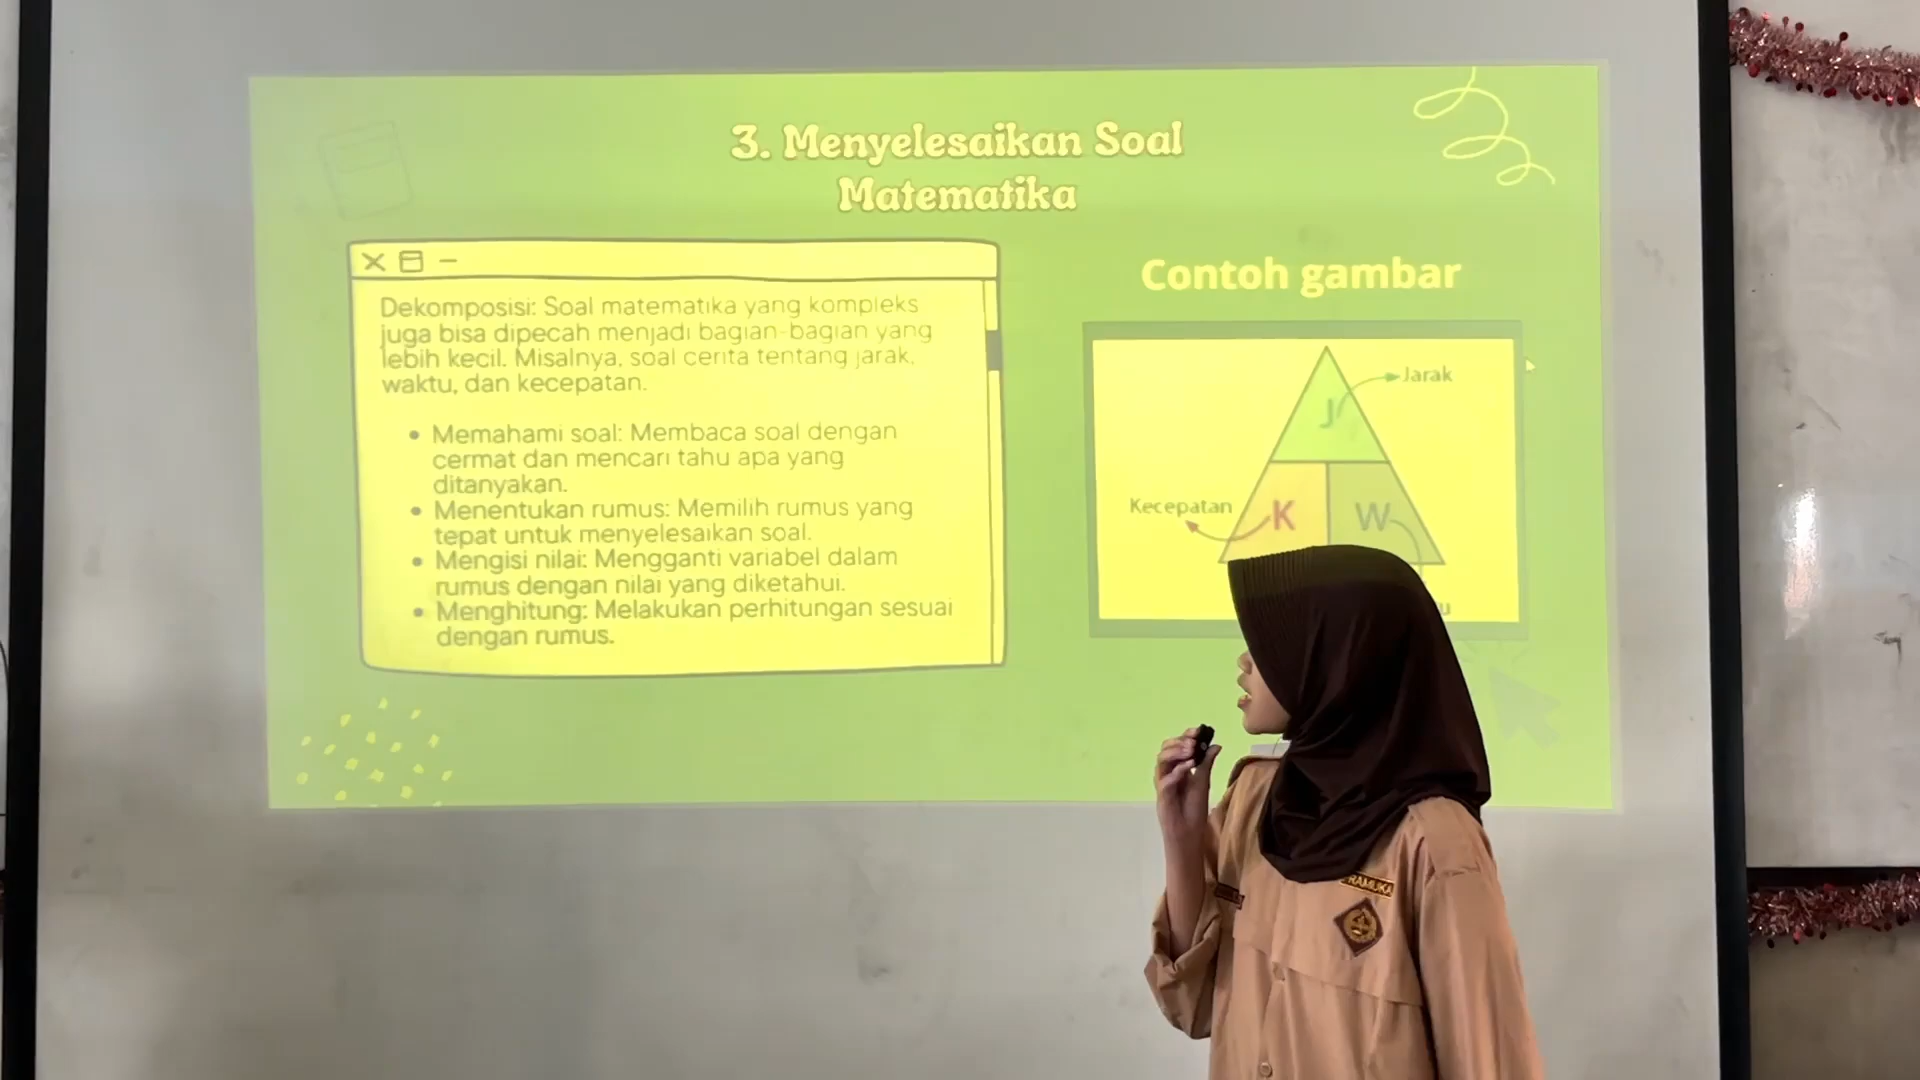 3. Menyelesaikan Soal
Matematika
Dekomposisi: Soal matematika yang kompleks
juga bisa dipecah menjadi bagian-bagian yang
lebih kecil. Misalnya, soal cerita tentang jarak,
waktu, dan kecepatan.
Memahami soal: Membaca soal dengan
cermat dan mencari tahu apa yang
ditanyakan.
Menentukan rumus: Memilih rumus yang
tepat untuk menyelesaikan soal.
Mengisi nilai: Mengganti variabel dalam
rumus dengan nilai yang diketahui.
Menghitung: Melakukan perhitungan sesuai
dengan rumus.
Contoh gambar
Jarak
J
Kecepatan
K
W
RAMUKA